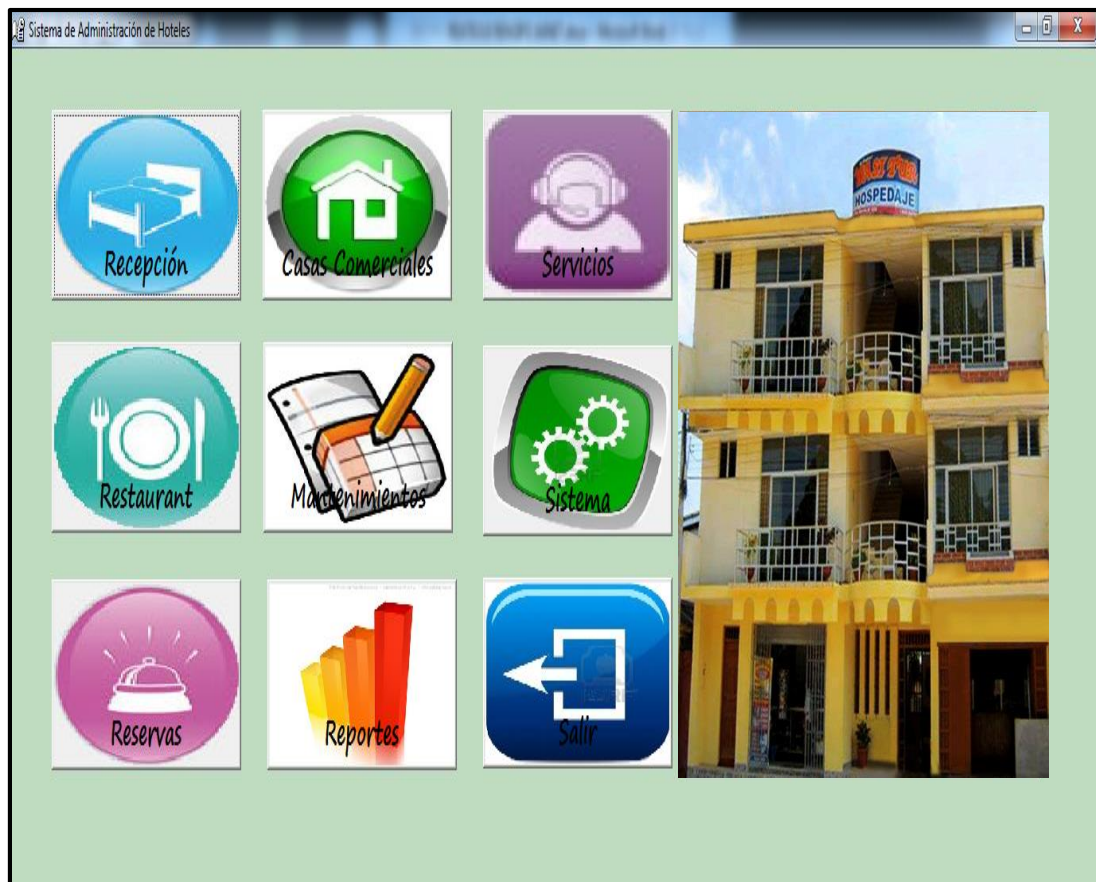 Sistema de Administración de Hoteles
Recepción
Casas Comerciales
Servicios
HOSPEDAJE
Restaurant
Mantenimientos
Sistema
Reservas
Reportes
Salir